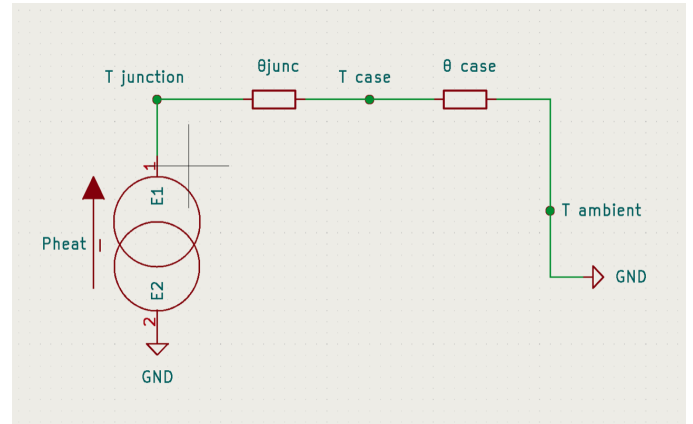 T junction
θjunc
T case
θ case
1
E1
Pheat
I
E2
2
GND
T ambient
GND